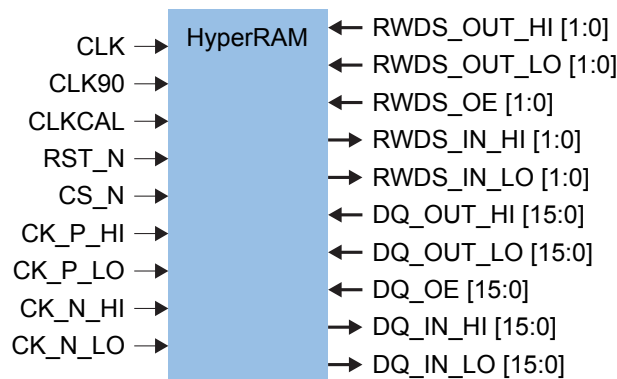 HyperRAM
CLK
CLK90
CLKCAL
RST_N
CS_N
CK_P_HI
CK_P_LO
CK_N_HI
CK_N_LO
RWDS_OUT_HI [1:0]
RWDS_OUT_LO [1:0]
RWDS_OE [1:0]
RWDS_IN_HI [1:0]
RWDS_IN_LO [1:0]
DQ_OUT_HI [15:0]
DQ_OUT_LO [15:0]
DQ_OE [15:0]
DQ_IN_HI [15:0]
DQ_IN_LO [15:0]